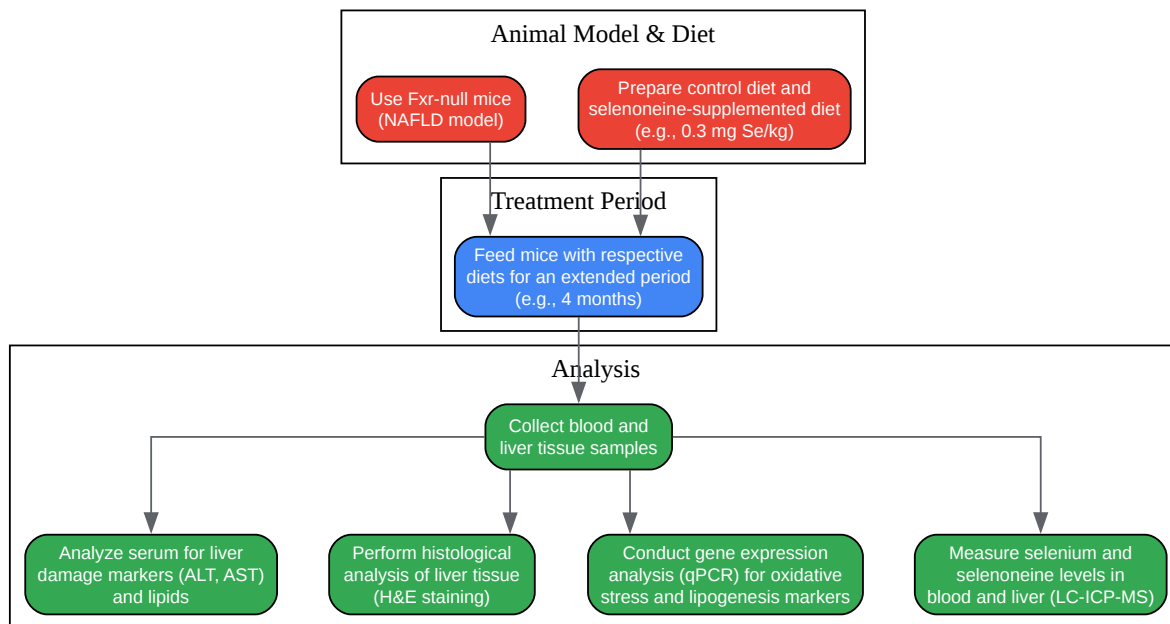 Animal Model & Diet
Use Fxr-null mice
(NAFLD model)
Prepare control diet and
selenoneine-supplemented diet
(e.g., 0.3 mg Se/kg)
Treatment Period
Feed mice with respective
diets for an extended period
(e.g., 4 months)
Analysis
Collect blood and
liver tissue samples
Analyze serum for liver
damage markers (ALT, AST)
and lipids
Perform histological
analysis of liver tissue
(H&E staining)
Conduct gene expression
analysis (qPCR) for oxidative
stress and lipogenesis markers
Measure selenium and
selenoneine levels in
blood and liver (LC-ICP-MS)